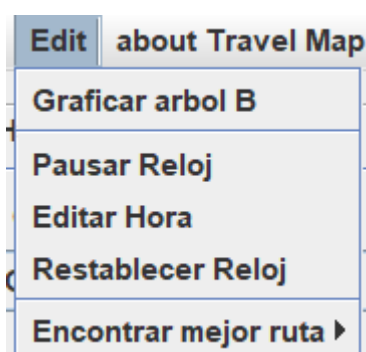 Edit about Travel Map
Graficar arbol B
Pausar Reloj
Editar Hora
Restablecer Reloj
Encontrar mejor ruta